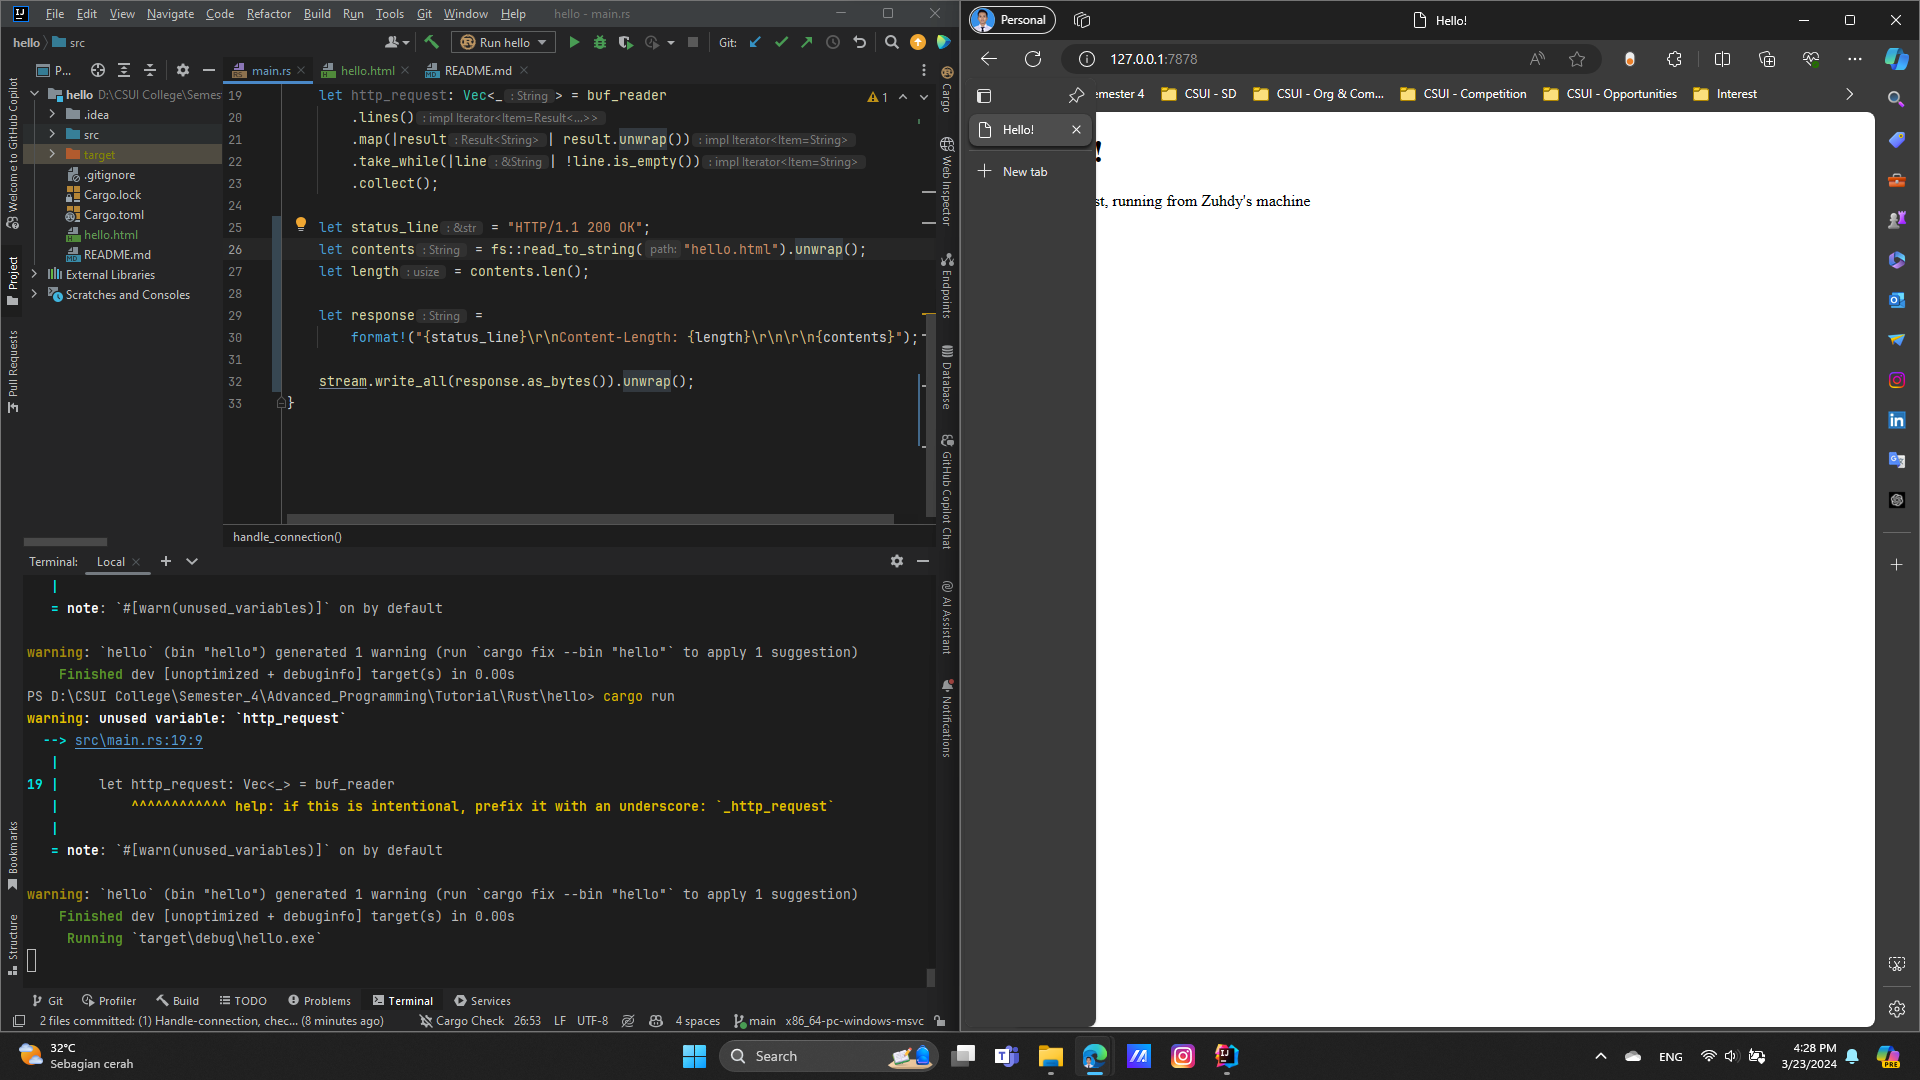 File Edit View Navigate Code Refactor Build Run Tools Git Window Help hello - main.rs
hello src
Run hello
Git:
P...
main.rs
hello.html
README.md
Welcome to GitHub Copilot
Project
Pull Requests
Bookmarks
Structure
hello D:\CSUI College\Semes
.idea
src
target
.gitignore
Cargo.lock
Cargo.toml
hello.html
README.md
External Libraries
Scratches and Consoles
19 let http_request: Vec<_ : String > = buf_reader
20 .lines() : impl Iterator<Item=Result<...>>
21 .map(|result : Result<String> | result.unwrap()) : impl Iterator<Item=String>
22 .take_while(|line : &String | !line.is_empty()) : impl Iterator<Item=String>
23 .collect();
24
25 let status_line : &str = "HTTP/1.1 200 OK";
26 let contents : String = fs::read_to_string( path: "hello.html").unwrap();
27 let length : usize = contents.len();
28
29 let response : String =
30 format!("{status_line}\r\nContent-Length: {length}\r\n\r\n{contents}");
31
32 stream.write_all(response.as_bytes()).unwrap();
33 }
1
handle_connection()
Cargo
Web Inspector
Endpoints
Database
GitHub Copilot Chat
AI Assistant
Notifications
Terminal: Local
|
= note: `#[warn(unused_variables)]` on by default
warning: `hello` (bin "hello") generated 1 warning (run `cargo fix --bin "hello"` to apply 1 suggestion)
Finished dev [unoptimized + debuginfo] target(s) in 0.00s
PS D:\CSUI College\Semester_4\Advanced_Programming\Tutorial\Rust\hello> cargo run
warning: unused variable: `http_request`
--> src\main.rs:19:9
|
19 | let http_request: Vec<_> = buf_reader
| ^^^^^^^^^^^^ help: if this is intentional, prefix it with an underscore: `_http_request`
|
= note: `#[warn(unused_variables)]` on by default
warning: `hello` (bin "hello") generated 1 warning (run `cargo fix --bin "hello"` to apply 1 suggestion)
Finished dev [unoptimized + debuginfo] target(s) in 0.00s
Running `target\debug\hello.exe`
Git Profiler Build TODO Problems Terminal Services
2 files committed: (1) Handle-connection, chec... (8 minutes ago) Cargo Check 26:53 LF UTF-8 4 spaces main x86_64-pc-windows-msvc
Personal
Hello!
127.0.0.1:7878
emester 4 CSUI - SD CSUI - Org & Com... CSUI - Competition CSUI - Opportunities Interest
Hello!
New tab
!
st, running from Zuhdy's machine
32°C
Sebagian cerah
Search
ENG
4:28 PM
3/23/2024
PRE